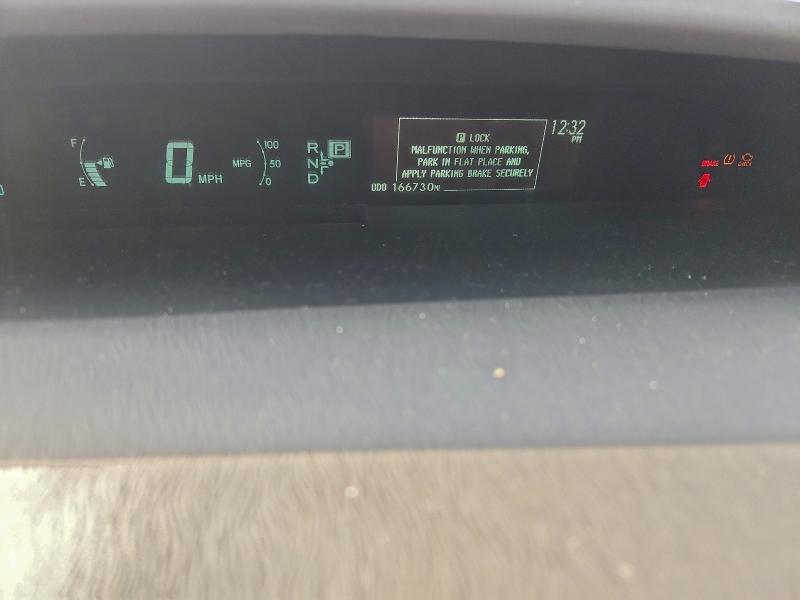 F
E
0
MPH
MPG
100
50
0
R
N
D
P
P LOCK
MALFUNCTION WHEN PARKING,
PARK IN FLAT PLACE AND
APPLY PARKING BRAKE SECURELY
12:32
PM
ODO 166730MI
BRAKE
CHECK